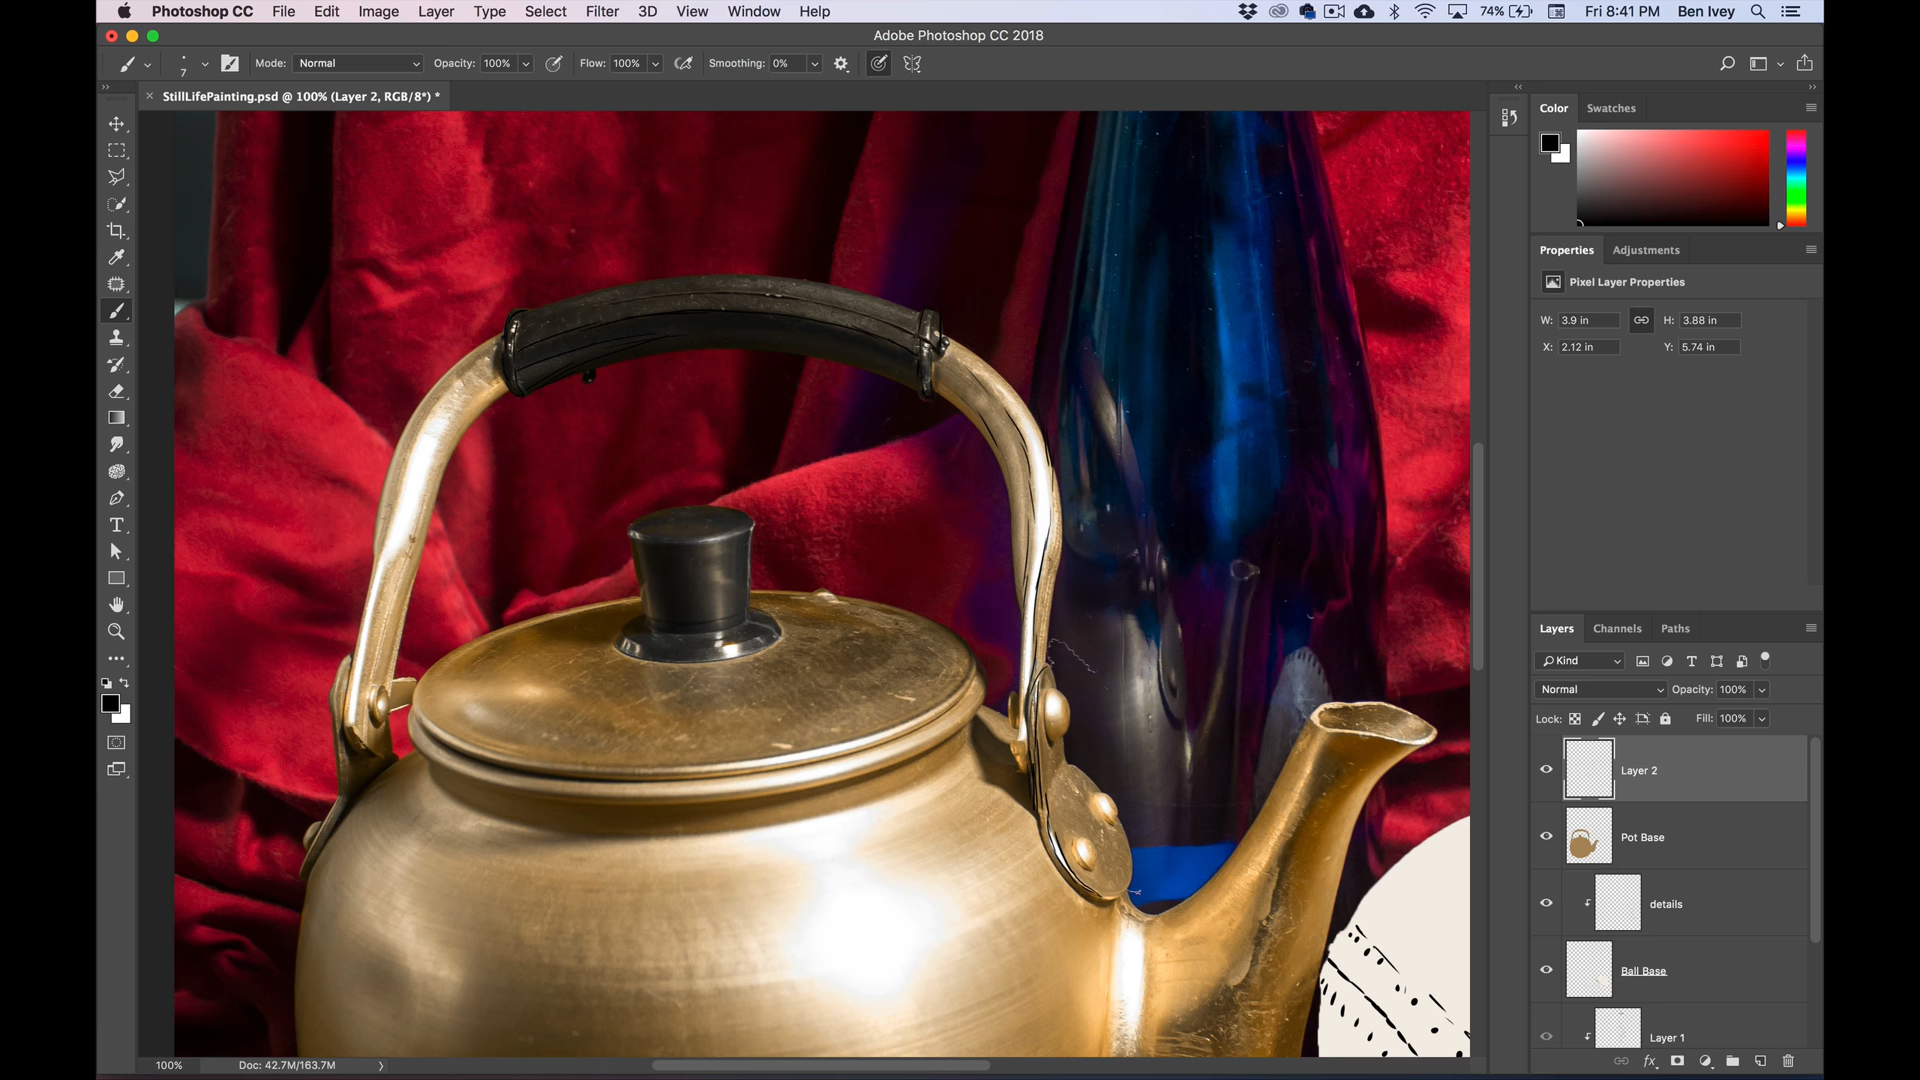 Photoshop CC File Edit Image Layer Type Select Filter 3D View Window Help 74% Fri 8:41 PM Ben Ivey
Adobe Photoshop CC 2018
7 Mode: Normal Opacity: 100% Flow: 100% Smoothing: 0%
StillLifePainting.psd @ 100% (Layer 2, RGB/8*) *
Color Swatches
Properties Adjustments
Pixel Layer Properties
W: 3.9 in H: 3.88 in
X: 2.12 in Y: 5.74 in
Layers Channels Paths
Kind
Normal Opacity: 100%
Lock: Fill: 100%
Layer 2
Pot Base
details
Ball Base
Layer 1
100% Doc: 42.7M/163.7M